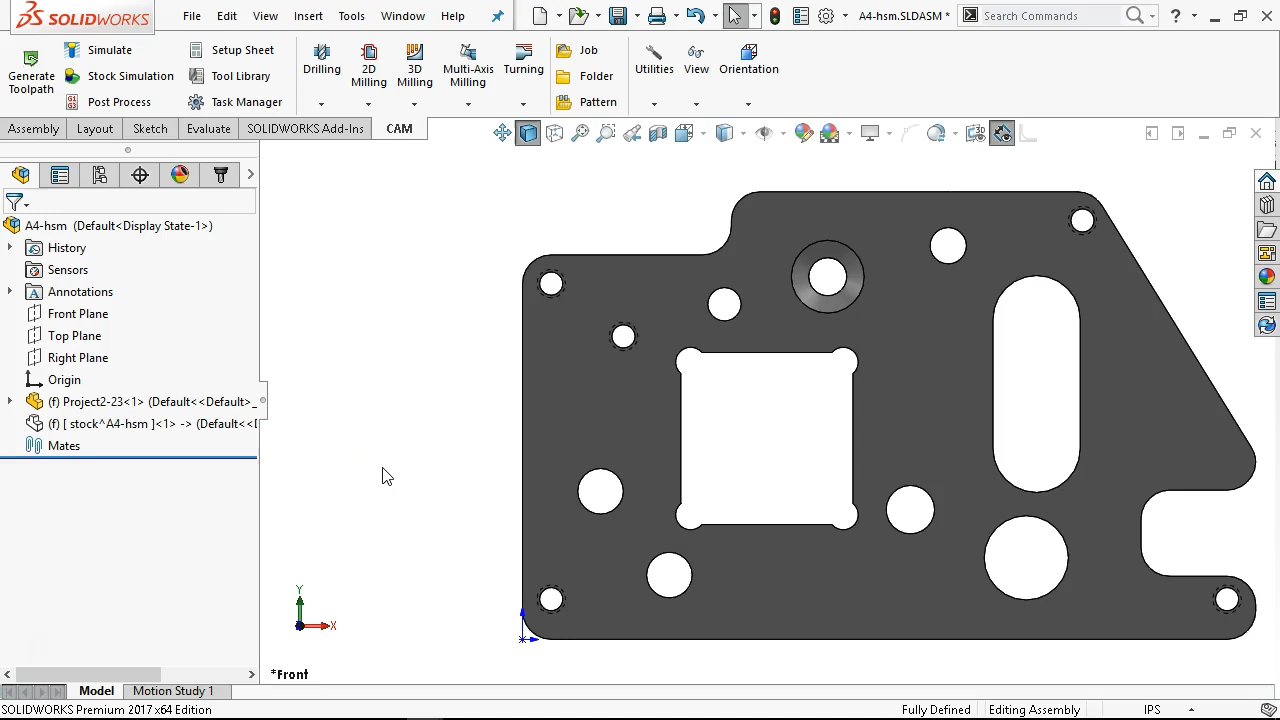 SOLIDWORKS
File Edit View Insert Tools Window Help
A4-hsm.SLDASM *
Search Commands
?
Generate Toolpath
Simulate
Stock Simulation
Post Process
Setup Sheet
Tool Library
Task Manager
Drilling
2D Milling
3D Milling
Multi-Axis Milling
Turning
Job
Folder
Pattern
Utilities
View
Orientation
Assembly Layout Sketch Evaluate SOLIDWORKS Add-Ins CAM
A4-hsm (Default<Display State-1>)
History
Sensors
Annotations
Front Plane
Top Plane
Right Plane
Origin
(f) Project2-23<1> (Default<<Default>_
(f) [ stock^A4-hsm ]<1> -> (Default<<
Mates
Y
X
*Front
Model Motion Study 1
SOLIDWORKS Premium 2017 x64 Edition
Fully Defined Editing Assembly IPS